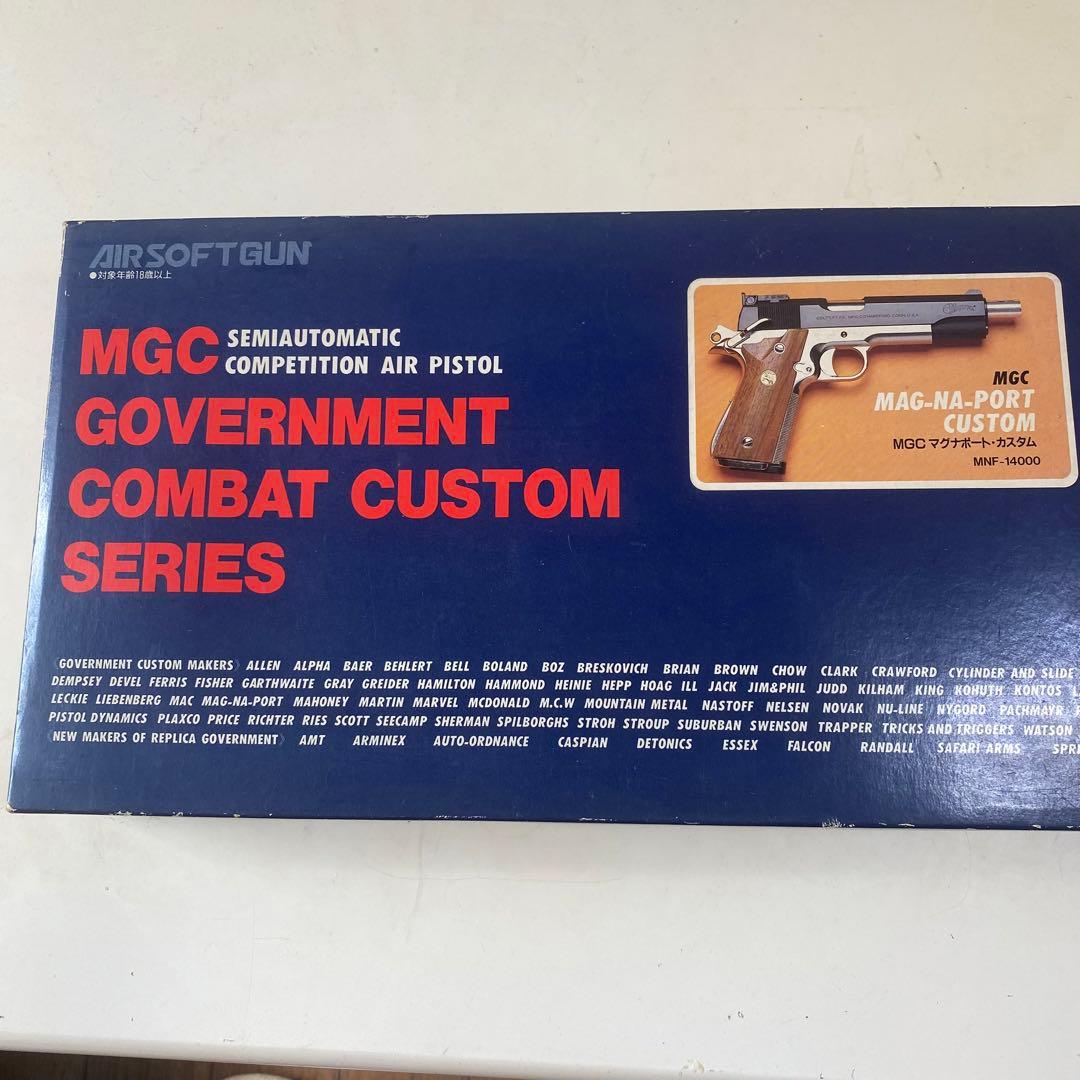 AIRSOFTGUN
●対象年齢18歳以上
MGC SEMIAUTOMATIC
COMPETITION AIR PISTOL
GOVERNMENT
COMBAT CUSTOM
SERIES
MGC
MAG-NA-PORT
CUSTOM
MGC マグナポート・カスタム
MNF-14000
〈GOVERNMENT CUSTOM MAKERS〉 ALLEN ALPHA BAER BEHLERT BELL BOLAND BOZ BRESKOVICH BRIAN BROWN CHOW CLARK CRAWFORD CYLINDER AND SLIDE
DEMPSEY DEVEL FERRIS FISHER GARTHWAITE GRAY GREIDER HAMILTON HAMMOND HEINIE HEPP HOAG ILL JACK JIM&PHIL JUDD KILHAM KING KOHUTH KONTOS
LECKIE LIEBENBERG MAC MAG-NA-PORT MAHONEY MARTIN MARVEL MCDONALD M.C.W MOUNTAIN METAL NASTOFF NELSEN NOVAK NU-LINE NYGORD PACHMAYR
PISTOL DYNAMICS PLAXCO PRICE RICHTER RIES SCOTT SEECAMP SHERMAN SPILBORGHS STROH STROUP SUBURBAN SWENSON TRAPPER TRICKS AND TRIGGERS WATSON
〈NEW MAKERS OF REPLICA GOVERNMENT〉 AMT ARMINEX AUTO-ORDNANCE CASPIAN DETONICS ESSEX FALCON RANDALL SAFARI ARMS